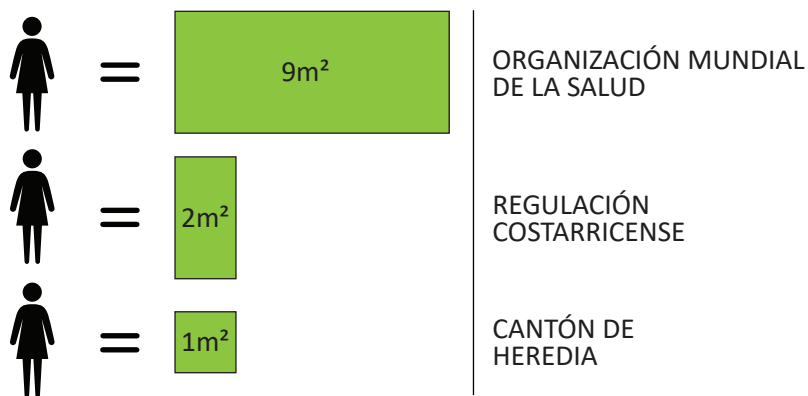 =
9m²
ORGANIZACIÓN MUNDIAL
DE LA SALUD
=
2m²
REGULACIÓN
COSTARRICENSE
=
1m²
CANTÓN DE
HEREDIA